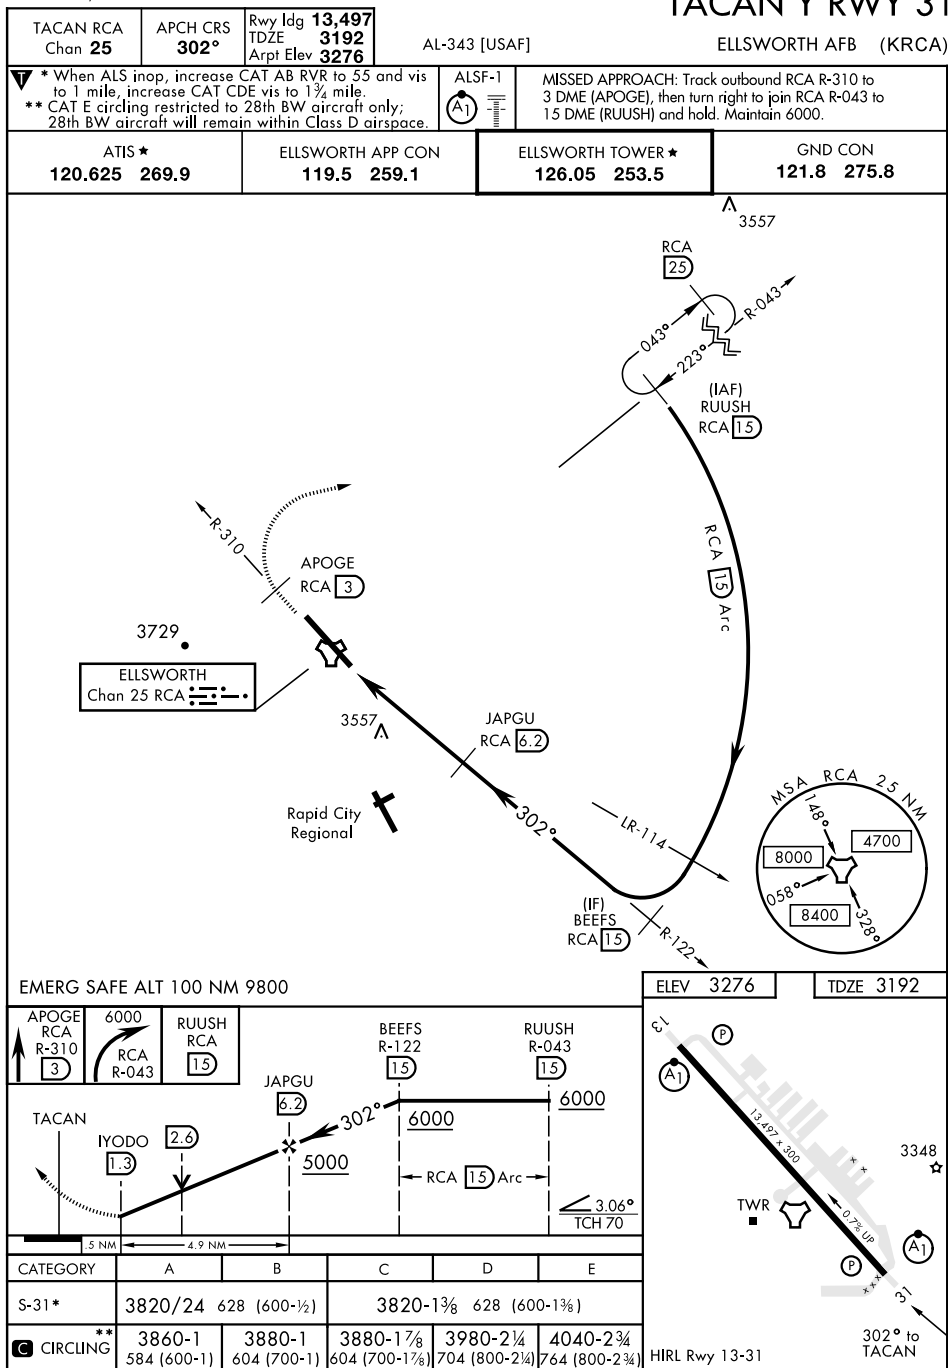 TACAN Y RWY 31
TACAN RCA
Chan 25
APCH CRS
302°
Rwy ldg 13,497
TDZE 3192
Arpt Elev 3276
AL-343 [USAF]
ELLSWORTH AFB (KRCA)
T
* When ALS inop, increase CAT AB RVR to 55 and vis
to 1 mile, increase CAT CDE vis to 1¾ mile.
** CAT E circling restricted to 28th BW aircraft only;
28th BW aircraft will remain within Class D airspace.
ALSF-1
A1
MISSED APPROACH: Track outbound RCA R-310 to
3 DME (APOGE), then turn right to join RCA R-043 to
15 DME (RUUSH) and hold. Maintain 6000.
ATIS ★
120.625 269.9
ELLSWORTH APP CON
119.5 259.1
ELLSWORTH TOWER ★
126.05 253.5
GND CON
121.8 275.8
3557
RCA
25
R-043
043°
223°
(IAF)
RUUSH
RCA 15
RCA 15 Arc
R-310
APOGE
RCA 3
3729
ELLSWORTH
Chan 25 RCA
3557
JAPGU
RCA 6.2
Rapid City
Regional
302°
LR-114
(IF)
BEEFS
RCA 15
R-122
MSA RCA 25 NM
148°
4700
8000
058°
8400
328°
EMERG SAFE ALT 100 NM 9800
ELEV 3276
TDZE 3192
APOGE
RCA
R-310
3
6000
RCA
R-043
RUUSH
RCA
15
TACAN
IYODO
1.3
2.6
JAPGU
6.2
5000
302°
BEEFS
R-122
15
6000
RUUSH
R-043
15
6000
RCA 15 Arc
3.06°
TCH 70
.5 NM
4.9 NM
13
P
A1
13,497 x 300
3348
TWR
0.7% UP
A1
P
31
302° to
TACAN
HIRL Rwy 13-31
CATEGORY A B C D E
S-31* 3820/24 628 (600-½) 3820-1⅜ 628 (600-1⅜)
C CIRCLING **
3860-1 3880-1 3880-1⅞ 3980-2¼ 4040-2¾
584 (600-1) 604 (700-1) 604 (700-1⅞) 704 (800-2¼) 764 (800-2¾)